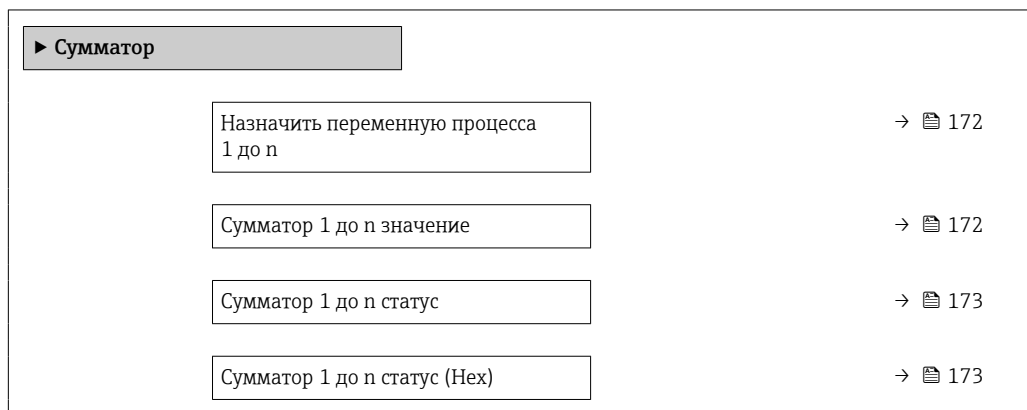 ▶ Сумматор
Назначить переменную процесса → 172
1 до n
Сумматор 1 до n значение → 172
Сумматор 1 до n статус → 173
Сумматор 1 до n статус (Hex) → 173